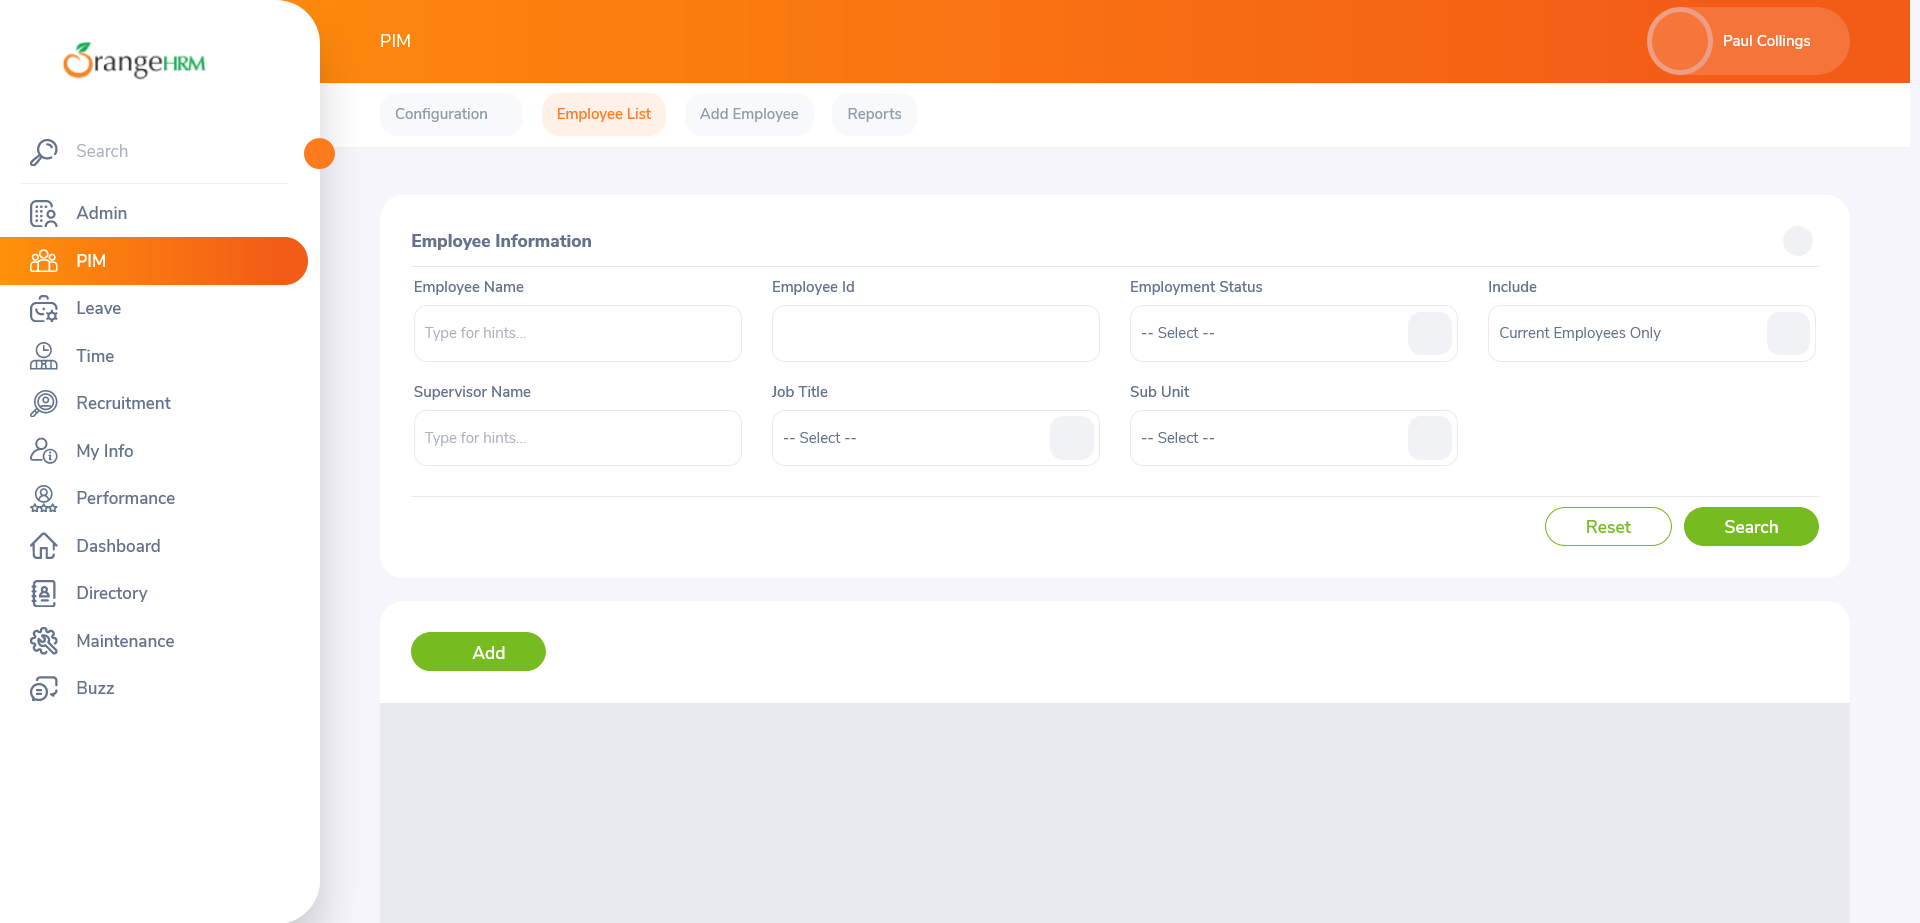 OrangeHRM
PIM
Paul Collings
Configuration
Employee List
Add Employee
Reports
Search
Admin
PIM
Leave
Time
Recruitment
My Info
Performance
Dashboard
Directory
Maintenance
Buzz
Employee Information
Employee Name
Employee Id
Employment Status
Include
Type for hints...
-- Select --
Current Employees Only
Supervisor Name
Job Title
Sub Unit
Type for hints...
-- Select --
-- Select --
Reset
Search
Add